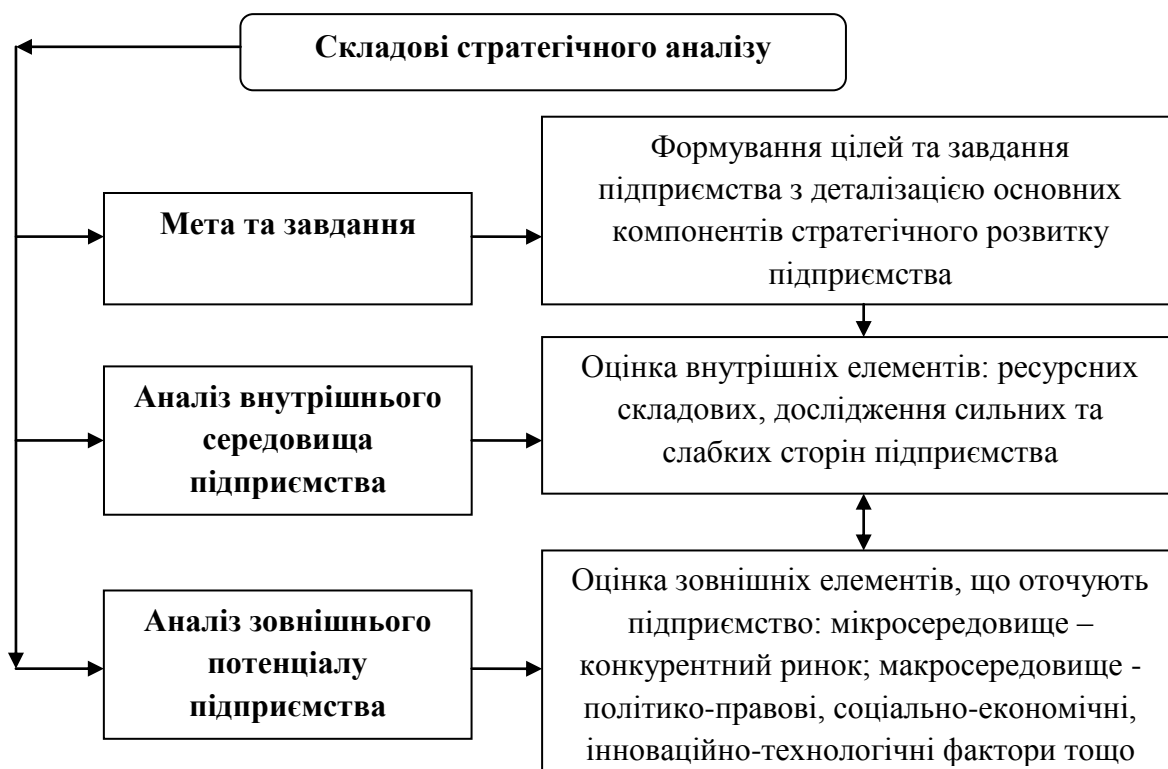 Складові стратегічного аналізу
Формування цілей та завдання
підприємства з деталізацією основних
компонентів стратегічного розвитку
підприємства
Мета та завдання
Оцінка внутрішніх елементів: ресурсних
складових, дослідження сильних та
слабких сторін підприємства
Аналіз внутрішнього
середовища
підприємства
Оцінка зовнішніх елементів, що оточують
підприємство: мікросередовище –
конкурентний ринок; макросередовище -
політико-правові, соціально-економічні,
інноваційно-технологічні фактори тощо
Аналіз зовнішнього
потенціалу
підприємства